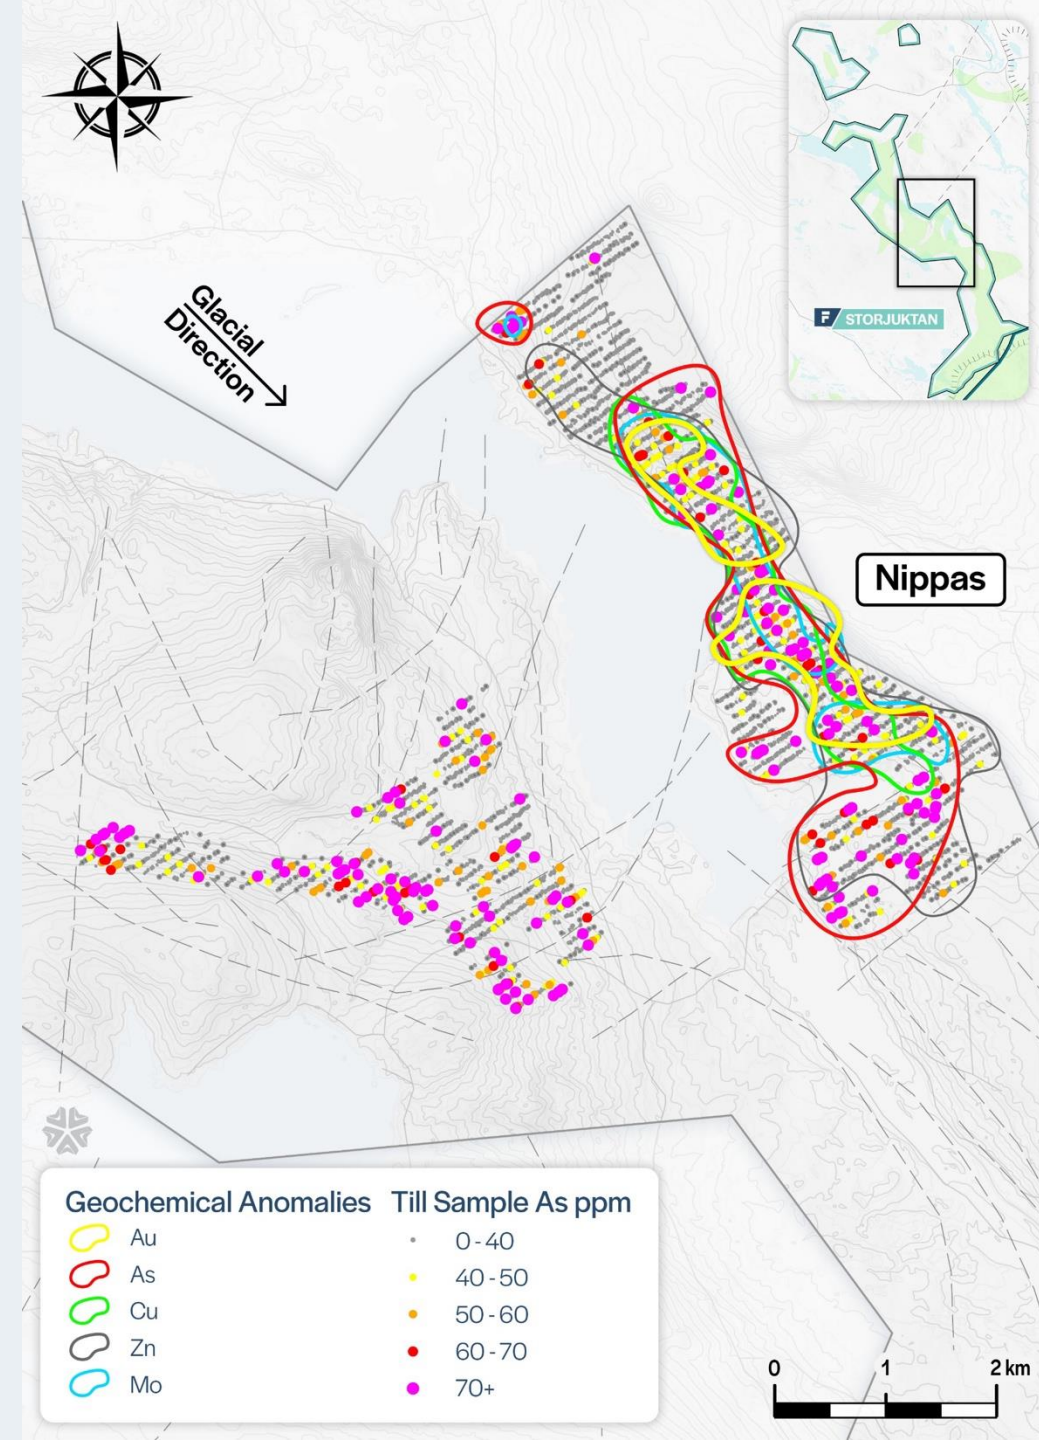 Glacial
Direction
F STORJUKTAN
Nippas
Geochemical Anomalies
Au
As
Cu
Zn
Mo
Till Sample As ppm
0-40
40-50
50-60
60-70
70+
0 1 2 km